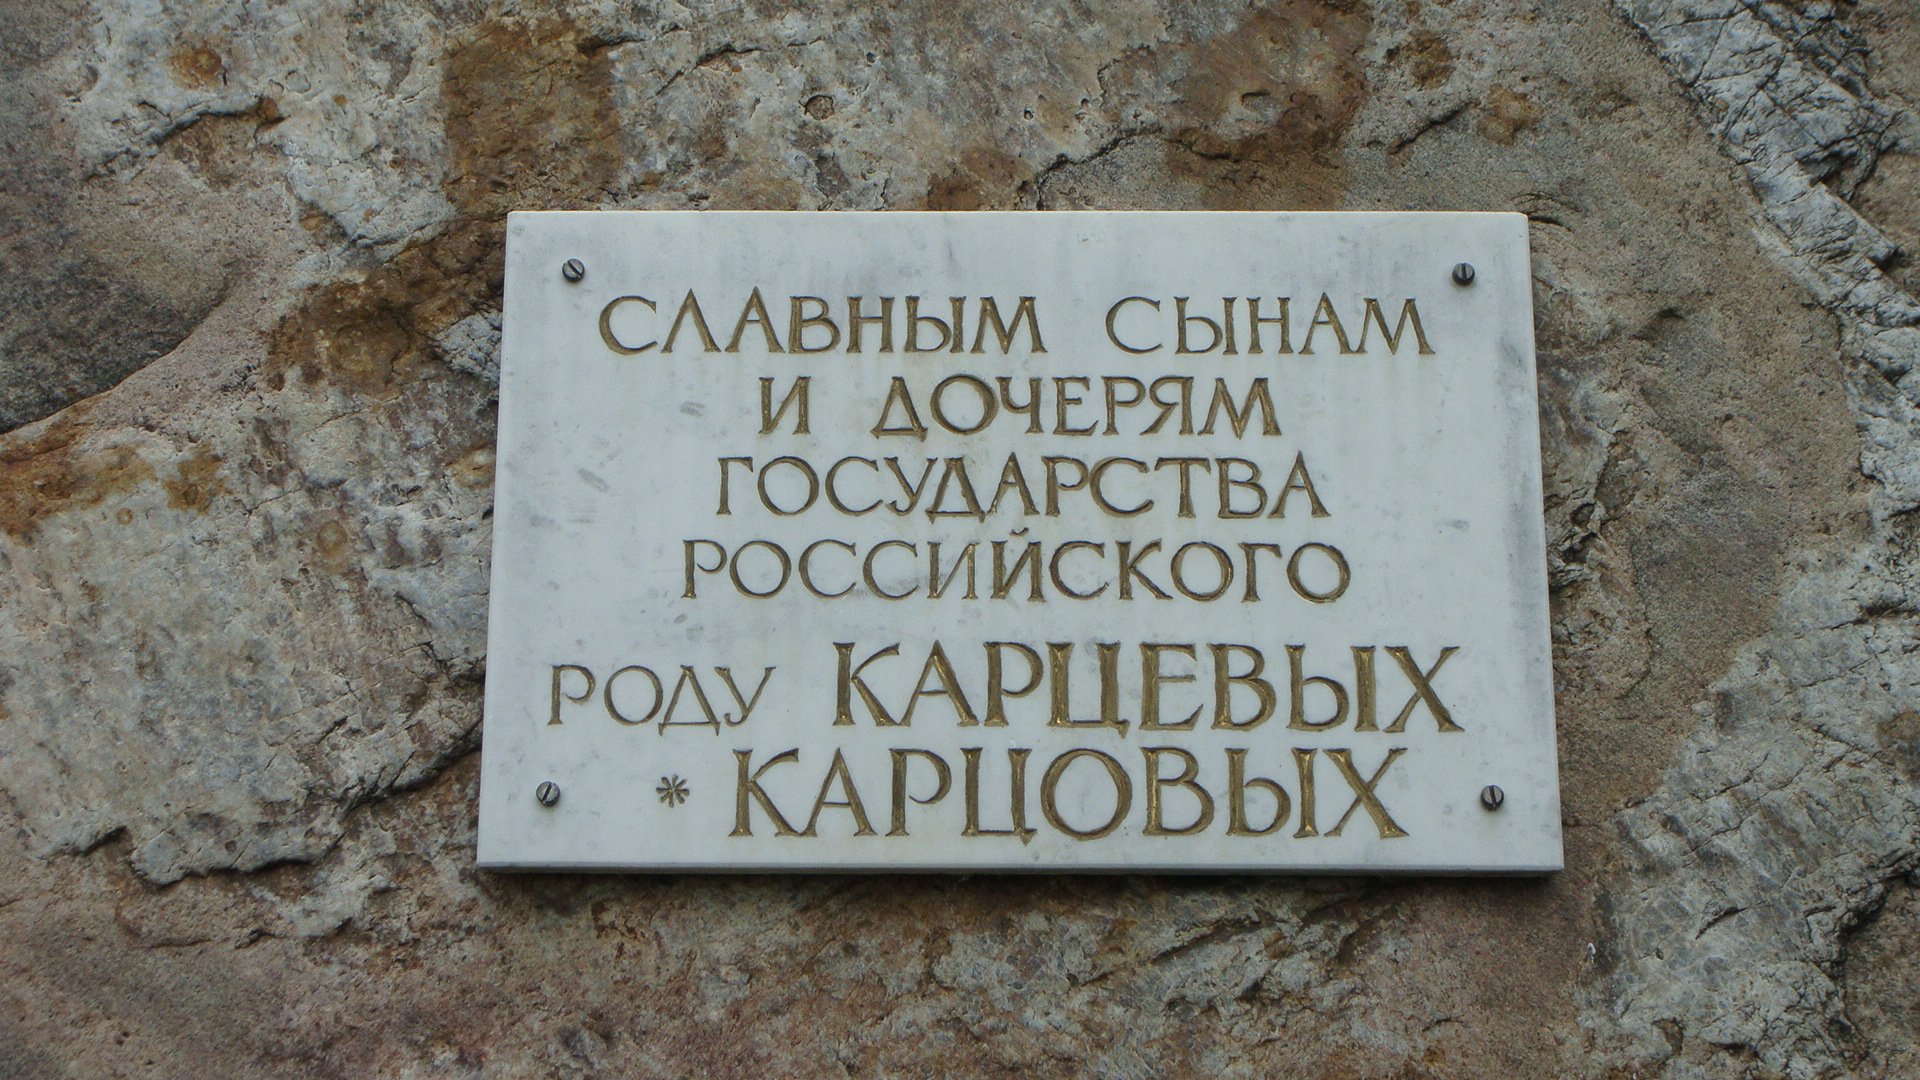 СЛАВНЫМ СЫНАМ
И ДОЧЕРЯМ
ГОСУДАРСТВА
РОССИЙСКОГО
РОДУ КАРЦЕВЫХ
* КАРЦОВЫХ